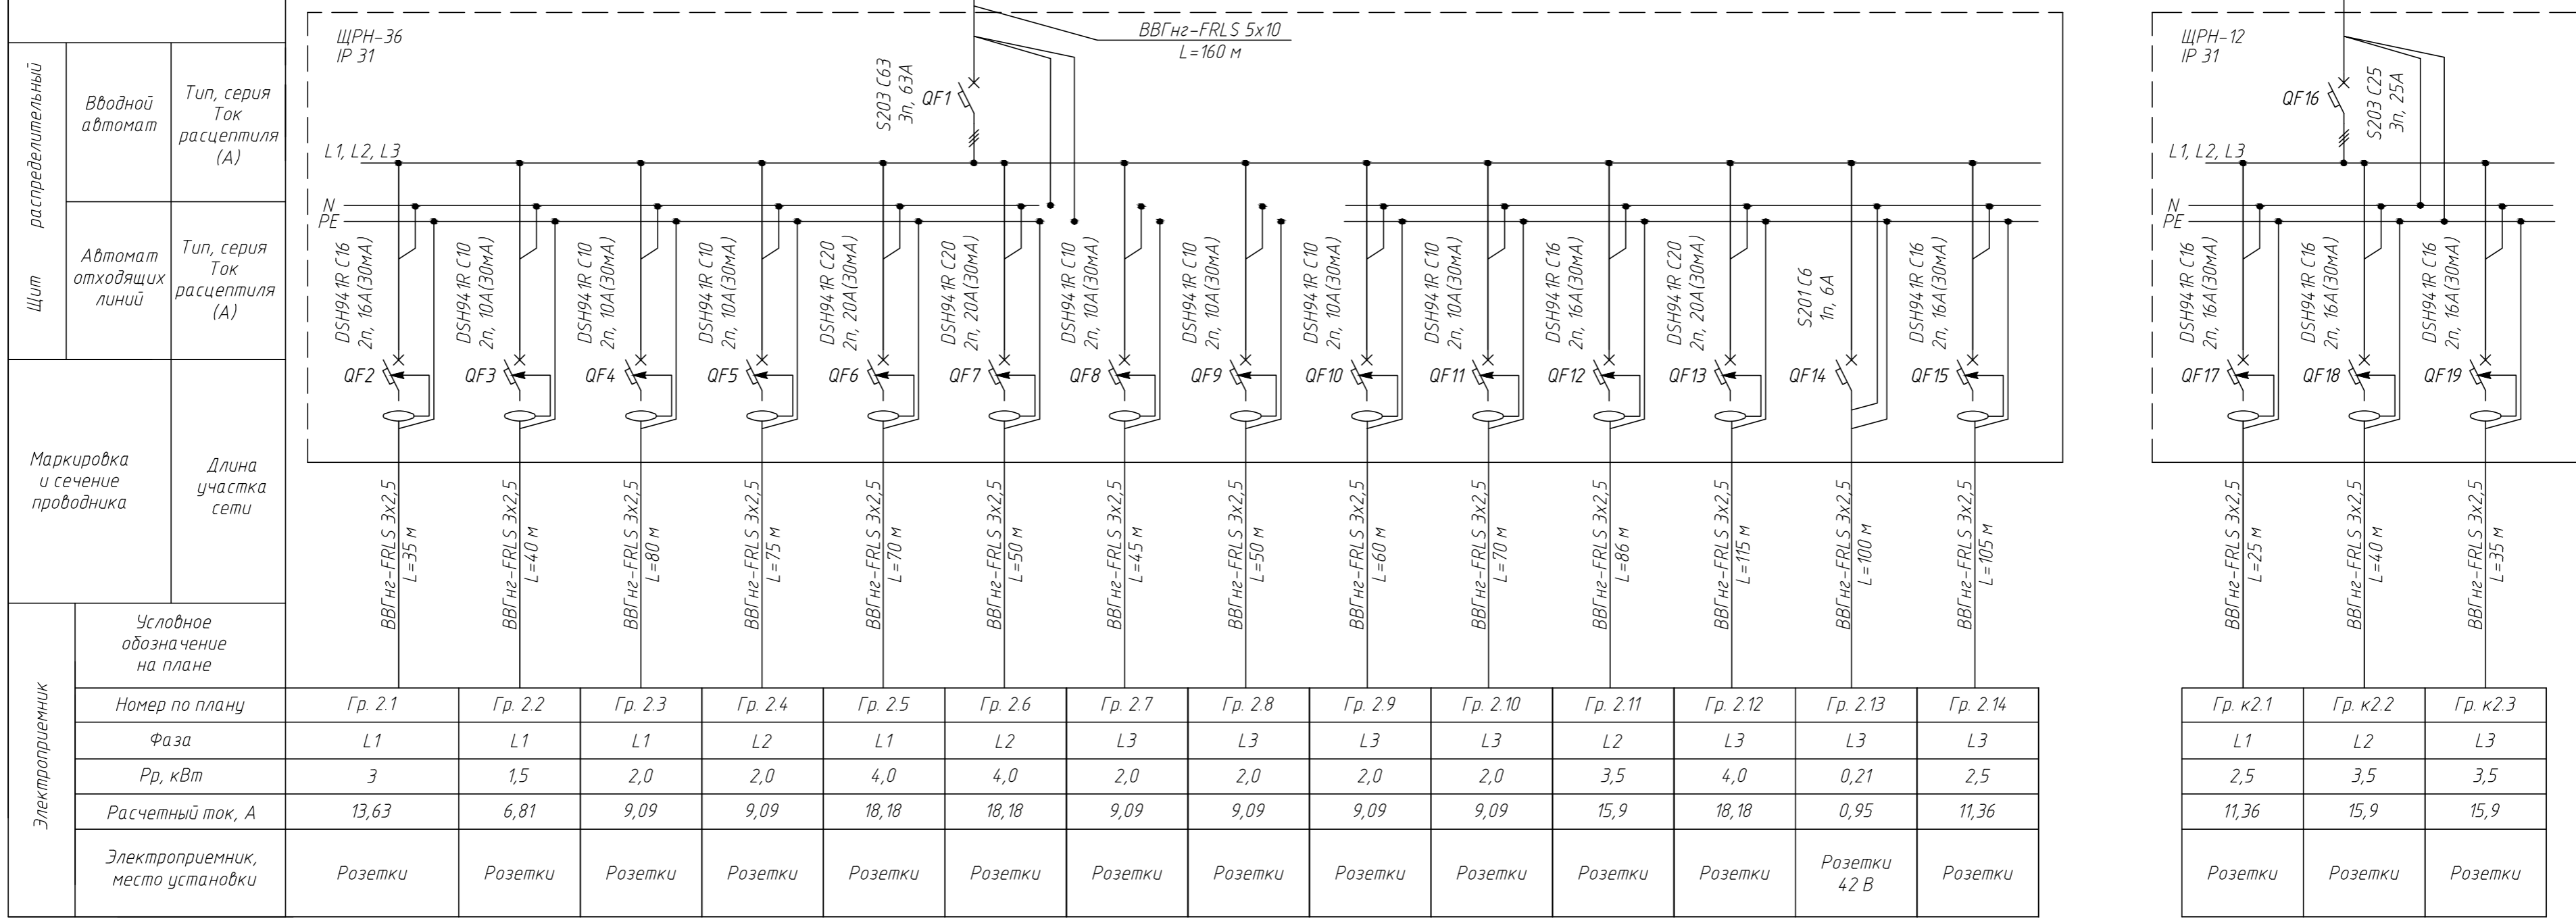 ЩРН-36
IP 31
ВВГнг-FRLS 5х10
L=160 м
S203 C63
3п, 63А
QF1
L1, L2, L3
N
PE
Щит распределительный
Вводной
автомат
Тип, серия
Ток
расцептиля
(А)
Автомат
отходящих
линий
Тип, серия
Ток
расцептиля
(А)
DSH941R C16
2п, 16А(30мА)
QF2
DSH941R C10
2п, 10А(30мА)
QF3
DSH941R C10
2п, 10А(30мА)
QF4
DSH941R C10
2п, 10А(30мА)
QF5
DSH941R C20
2п, 20А(30мА)
QF6
DSH941R C20
2п, 20А(30мА)
QF7
DSH941R C10
2п, 10А(30мА)
QF8
DSH941R C10
2п, 10А(30мА)
QF9
DSH941R C10
2п, 10А(30мА)
QF10
DSH941R C10
2п, 10А(30мА)
QF11
DSH941R C16
2п, 16А(30мА)
QF12
DSH941R C20
2п, 20А(30мА)
QF13
S201 C6
1п, 6А
QF14
DSH941R C16
2п, 16А(30мА)
QF15
ЩРН-12
IP 31
QF16
S203 C25
3п, 25А
L1, L2, L3
N
PE
DSH941R C16
2п, 16А(30мА)
QF17
DSH941R C16
2п, 16А(30мА)
QF18
DSH941R C16
2п, 16А(30мА)
QF19
Маркировка
и сечение
проводника
Длина
участка
сети
ВВГнг-FRLS 3х2,5
L=35 м
ВВГнг-FRLS 3х2,5
L=40 м
ВВГнг-FRLS 3х2,5
L=80 м
ВВГнг-FRLS 3х2,5
L=75 м
ВВГнг-FRLS 3х2,5
L=70 м
ВВГнг-FRLS 3х2,5
L=50 м
ВВГнг-FRLS 3х2,5
L=45 м
ВВГнг-FRLS 3х2,5
L=50 м
ВВГнг-FRLS 3х2,5
L=60 м
ВВГнг-FRLS 3х2,5
L=70 м
ВВГнг-FRLS 3х2,5
L=86 м
ВВГнг-FRLS 3х2,5
L=115 м
ВВГнг-FRLS 3х2,5
L=100 м
ВВГнг-FRLS 3х2,5
L=105 м
ВВГнг-FRLS 3х2,5
L=25 м
ВВГнг-FRLS 3х2,5
L=40 м
ВВГнг-FRLS 3х2,5
L=35 м
Электроприемник
Условное
обозначение
на плане
Номер по плану Гр. 2.1 Гр. 2.2 Гр. 2.3 Гр. 2.4 Гр. 2.5 Гр. 2.6 Гр. 2.7 Гр. 2.8 Гр. 2.9 Гр. 2.10 Гр. 2.11 Гр. 2.12 Гр. 2.13 Гр. 2.14 Гр. к2.1 Гр. к2.2 Гр. к2.3
Фаза L1 L1 L1 L2 L1 L2 L3 L3 L3 L3 L2 L3 L3 L3 L1 L2 L3
Рр, кВт 3 1,5 2,0 2,0 4,0 4,0 2,0 2,0 2,0 2,0 3,5 4,0 0,21 2,5 2,5 3,5 3,5
Расчетный ток, А 13,63 6,81 9,09 9,09 18,18 18,18 9,09 9,09 9,09 9,09 15,9 18,18 0,95 11,36 11,36 15,9 15,9
Электроприемник,
место установки
Розетки Розетки Розетки Розетки Розетки Розетки Розетки Розетки Розетки Розетки Розетки Розетки
Розетки
42 В
Розетки Розетки Розетки Розетки